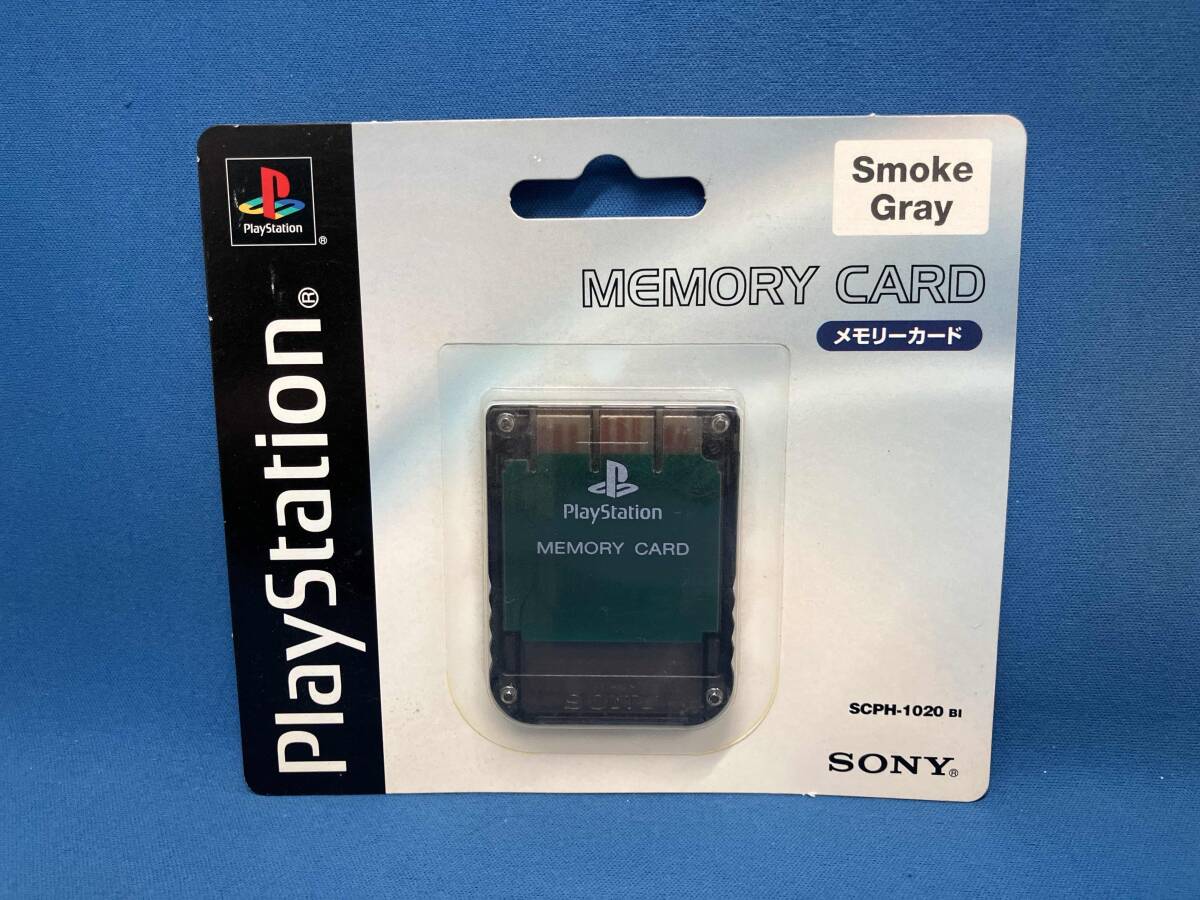 PlayStation
®
PlayStation®
Smoke
Gray
MEMORY CARD
メモリーカード
PlayStation
MEMORY CARD
SONY
SCPH-1020 BI
SONY®